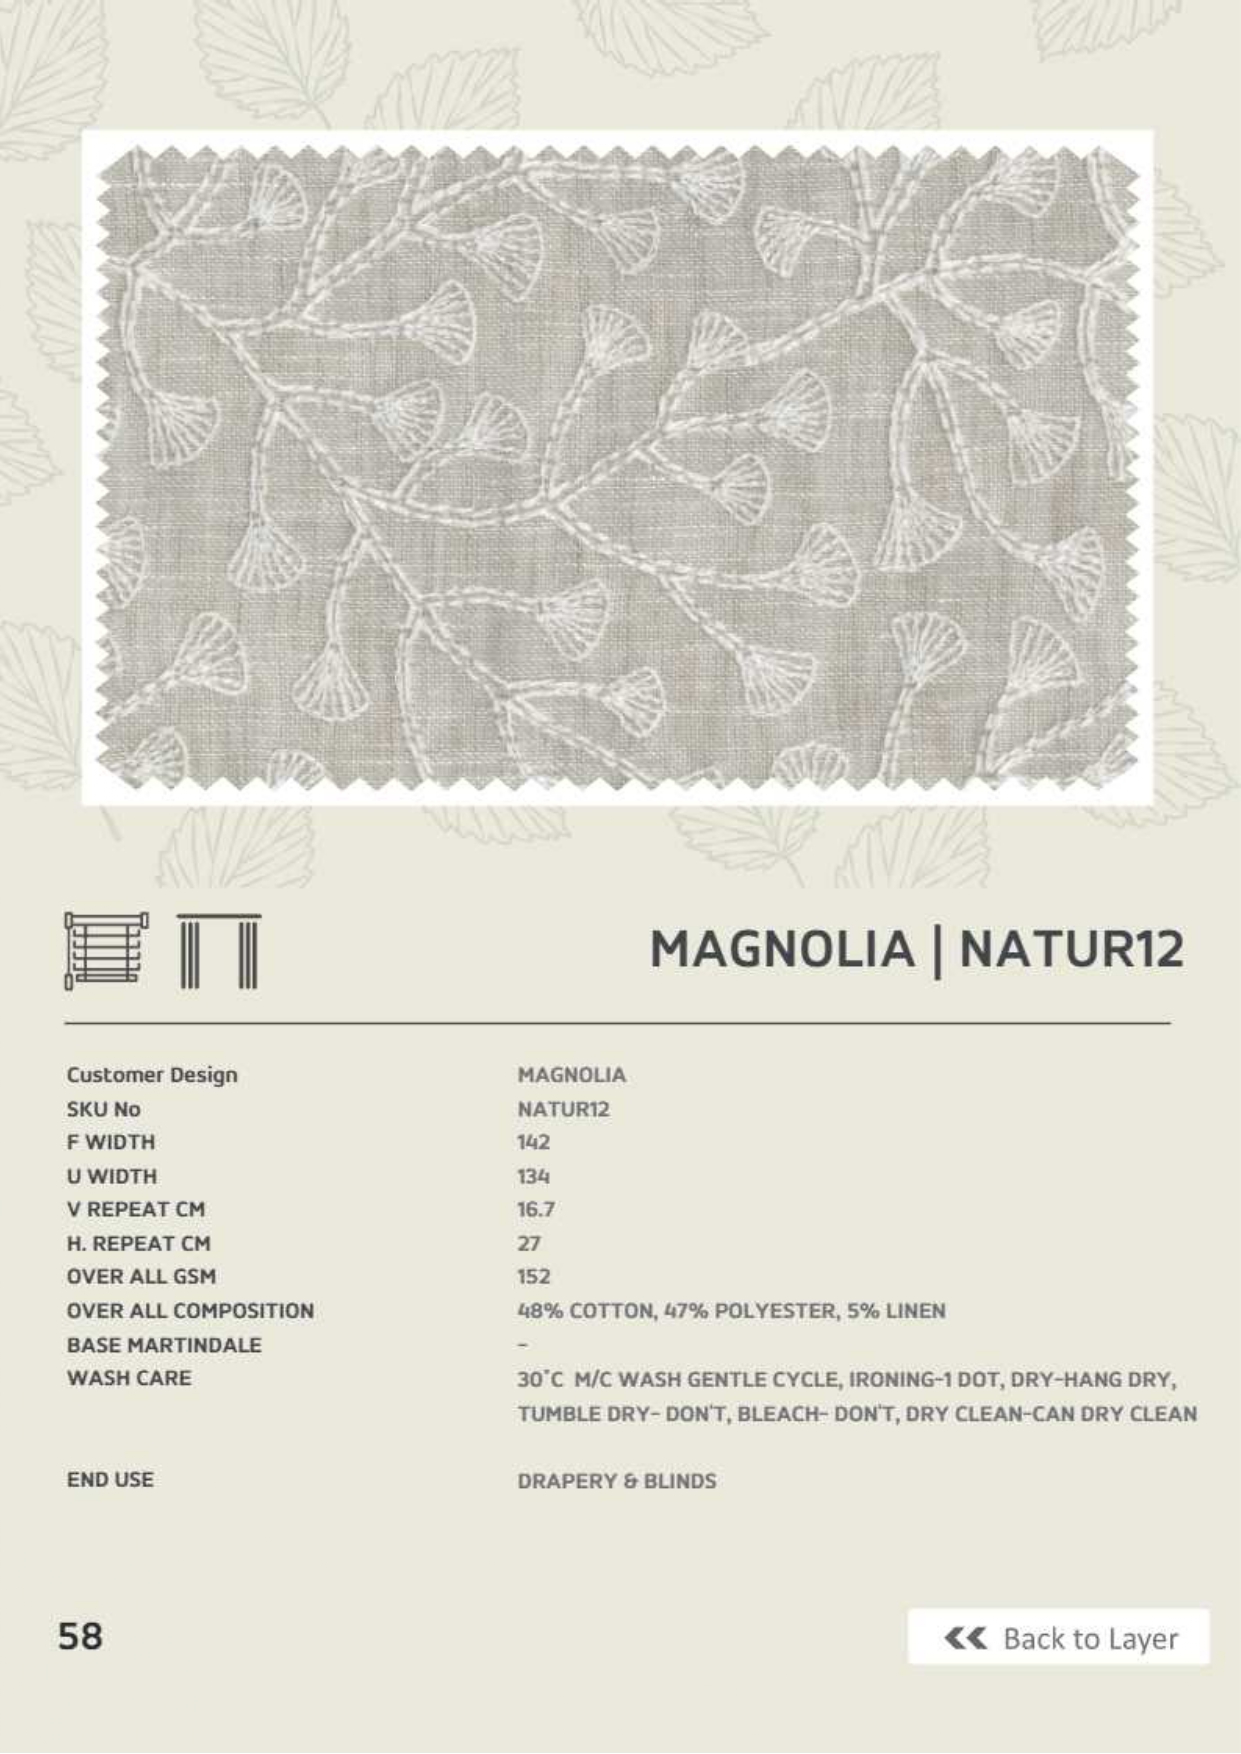 MAGNOLIA | NATUR12
Customer Design MAGNOLIA
SKU No NATUR12
F WIDTH 142
U WIDTH 134
V REPEAT CM 16.7
H. REPEAT CM 27
OVER ALL GSM 152
OVER ALL COMPOSITION 48% COTTON, 47% POLYESTER, 5% LINEN
BASE MARTINDALE -
WASH CARE 30°C M/C WASH GENTLE CYCLE, IRONING-1 DOT, DRY-HANG DRY,
TUMBLE DRY- DON'T, BLEACH- DON'T, DRY CLEAN-CAN DRY CLEAN
END USE DRAPERY & BLINDS
58
Back to Layer